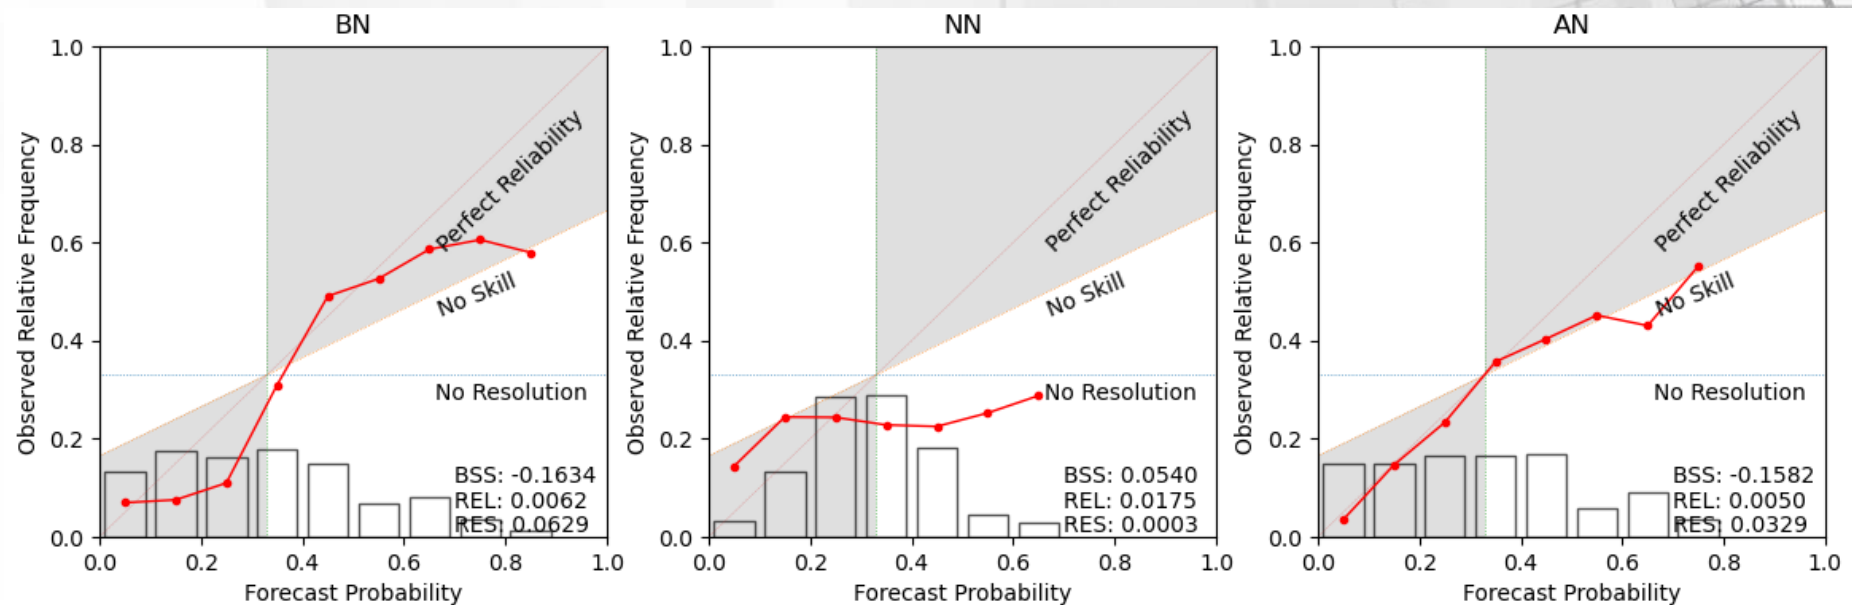 BN
1.0
0.8
0.6
0.4
0.2
0.0
Observed Relative Frequency
Perfect Reliability
No Skill
No Resolution
BSS: -0.1634
REL: 0.0062
RES: 0.0629
0.0 0.2 0.4 0.6 0.8 1.0
Forecast Probability
NN
1.0
0.8
0.6
0.4
0.2
0.0
Observed Relative Frequency
Perfect Reliability
No Skill
No Resolution
BSS: 0.0540
REL: 0.0175
RES: 0.0003
0.0 0.2 0.4 0.6 0.8 1.0
Forecast Probability
AN
1.0
0.8
0.6
0.4
0.2
0.0
Observed Relative Frequency
Perfect Reliability
No Skill
No Resolution
BSS: -0.1582
REL: 0.0050
RES: 0.0329
0.0 0.2 0.4 0.6 0.8 1.0
Forecast Probability